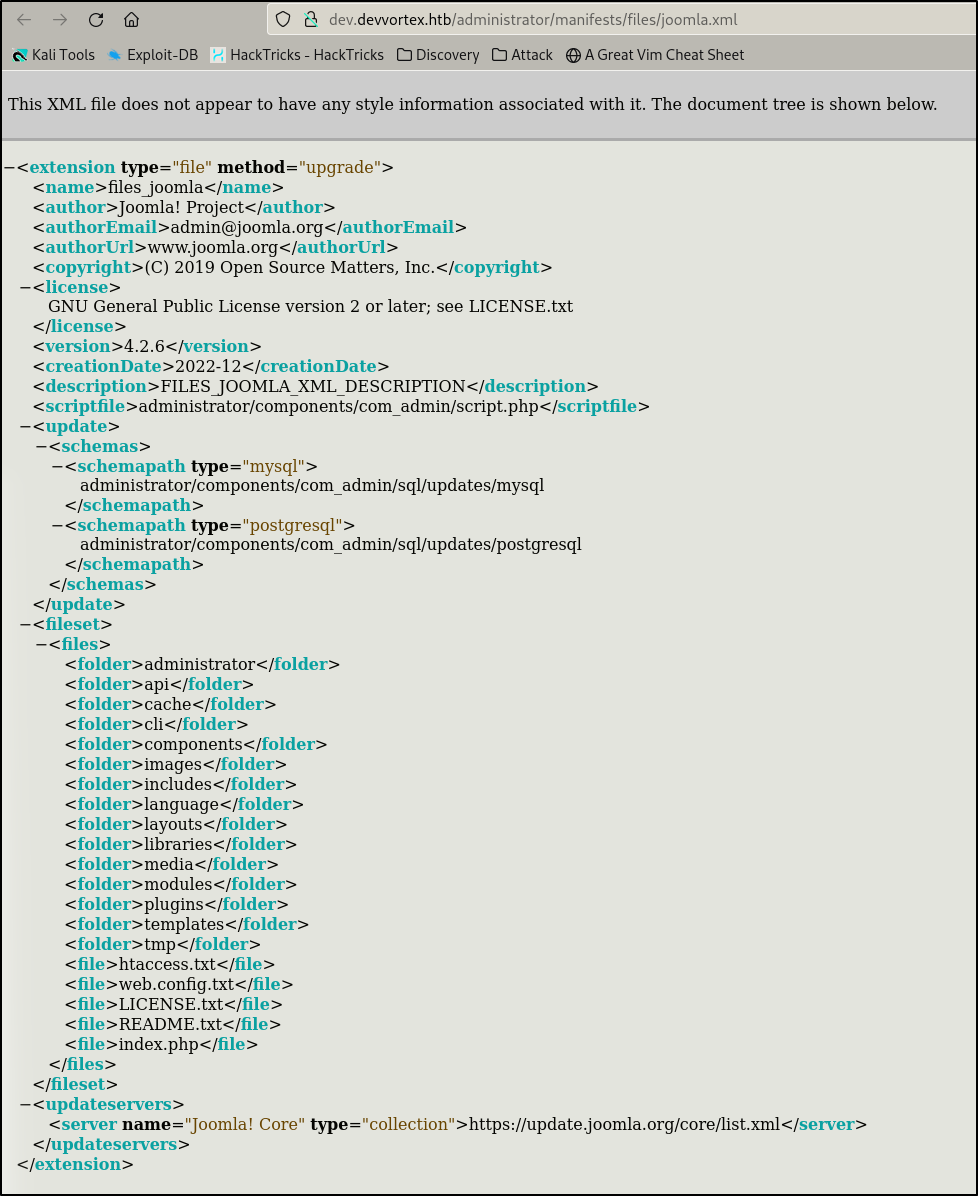 dev.devvortex.htb/administrator/manifests/files/joomla.xml
Kali Tools Exploit-DB HackTricks - HackTricks Discovery Attack A Great Vim Cheat Sheet
This XML file does not appear to have any style information associated with it. The document tree is shown below.
−<extension type="file" method="upgrade">
<name>files_joomla</name>
<author>Joomla! Project</author>
<authorEmail>admin@joomla.org</authorEmail>
<authorUrl>www.joomla.org</authorUrl>
<copyright>(C) 2019 Open Source Matters, Inc.</copyright>
−<license>
GNU General Public License version 2 or later; see LICENSE.txt
</license>
<version>4.2.6</version>
<creationDate>2022-12</creationDate>
<description>FILES_JOOMLA_XML_DESCRIPTION</description>
<scriptfile>administrator/components/com_admin/script.php</scriptfile>
−<update>
−<schemas>
−<schemapath type="mysql">
administrator/components/com_admin/sql/updates/mysql
</schemapath>
−<schemapath type="postgresql">
administrator/components/com_admin/sql/updates/postgresql
</schemapath>
</schemas>
</update>
−<fileset>
−<files>
<folder>administrator</folder>
<folder>api</folder>
<folder>cache</folder>
<folder>cli</folder>
<folder>components</folder>
<folder>images</folder>
<folder>includes</folder>
<folder>language</folder>
<folder>layouts</folder>
<folder>libraries</folder>
<folder>media</folder>
<folder>modules</folder>
<folder>plugins</folder>
<folder>templates</folder>
<folder>tmp</folder>
<file>htaccess.txt</file>
<file>web.config.txt</file>
<file>LICENSE.txt</file>
<file>README.txt</file>
<file>index.php</file>
</files>
</fileset>
−<updateservers>
<server name="Joomla! Core" type="collection">https://update.joomla.org/core/list.xml</server>
</updateservers>
</extension>